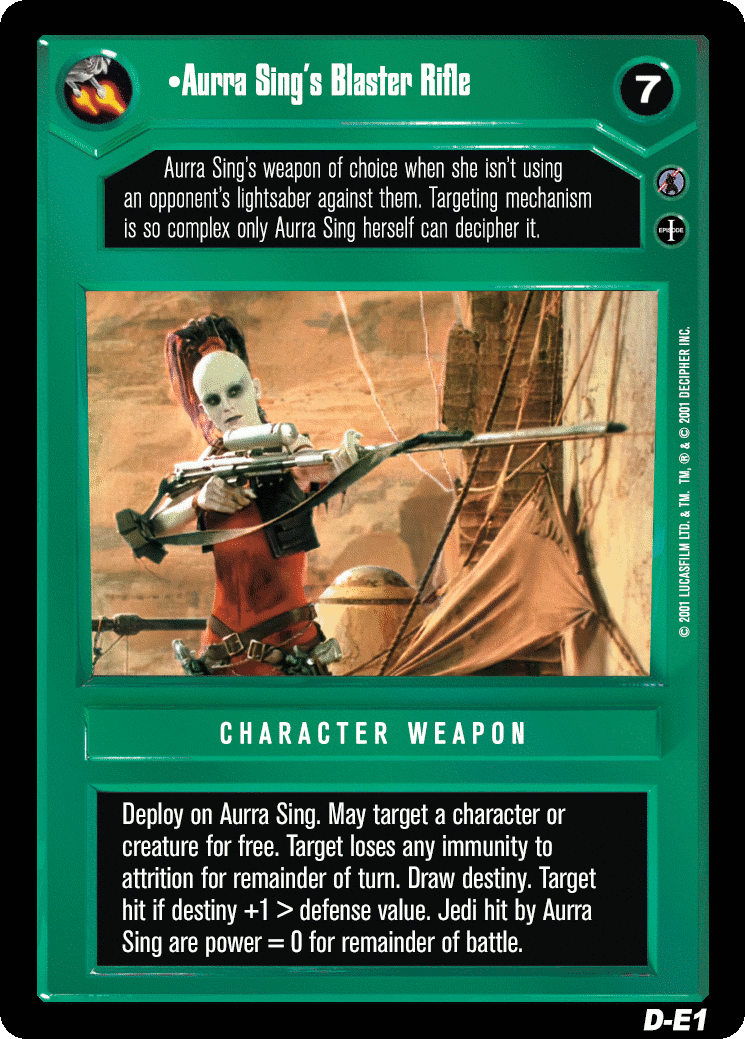 •Aurra Sing's Blaster Rifle
7
Aurra Sing's weapon of choice when she isn't using
an opponent's lightsaber against them. Targeting mechanism
is so complex only Aurra Sing herself can decipher it.
EPISODE I
© 2001 LUCASFILM LTD. & TM. TM, ® & © 2001 DECIPHER INC.
CHARACTER WEAPON
Deploy on Aurra Sing. May target a character or
creature for free. Target loses any immunity to
attrition for remainder of turn. Draw destiny. Target
hit if destiny +1 > defense value. Jedi hit by Aurra
Sing are power = 0 for remainder of battle.
D-E1